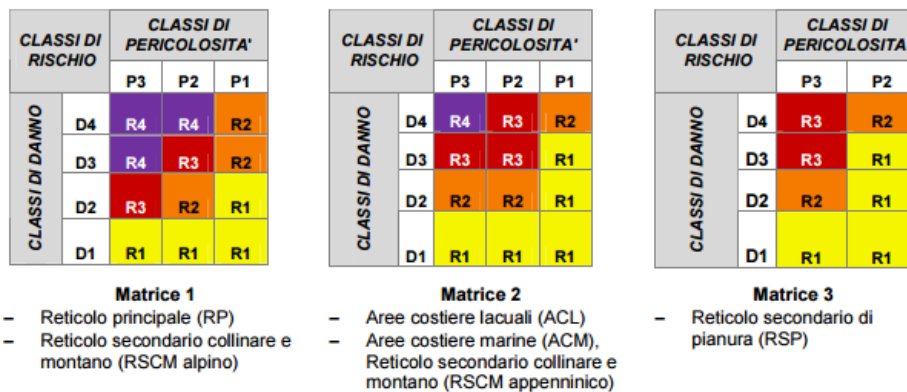 CLASSI DI RISCHIO
CLASSI DI PERICOLOSITA'
P3 P2 P1
CLASSI DI DANNO
D4 R4 R4 R2
D3 R4 R3 R2
D2 R3 R2 R1
D1 R1 R1 R1
Matrice 1
– Reticolo principale (RP)
– Reticolo secondario collinare e
montano (RSCM alpino)
CLASSI DI RISCHIO
CLASSI DI PERICOLOSITA'
P3 P2 P1
CLASSI DI DANNO
D4 R4 R3 R2
D3 R3 R3 R1
D2 R2 R2 R1
D1 R1 R1 R1
Matrice 2
– Aree costiere lacuali (ACL)
– Aree costiere marine (ACM),
Reticolo secondario collinare e
montano (RSCM appenninico)
CLASSI DI RISCHIO
CLASSI DI PERICOLOSITA
P3 P2
CLASSI DI DANNO
D4 R3 R2
D3 R3 R1
D2 R2 R1
D1 R1 R1
Matrice 3
– Reticolo secondario di
pianura (RSP)